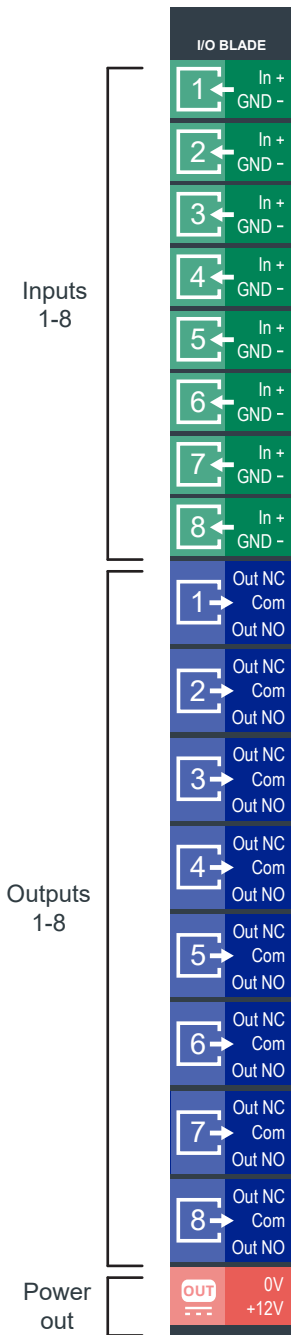 I/O BLADE
Inputs
1-8
1
In +
GND -
2
In +
GND -
3
In +
GND -
4
In +
GND -
5
In +
GND -
6
In +
GND -
7
In +
GND -
8
In +
GND -
Outputs
1-8
1
Out NC
Com
Out NO
2
Out NC
Com
Out NO
3
Out NC
Com
Out NO
4
Out NC
Com
Out NO
5
Out NC
Com
Out NO
6
Out NC
Com
Out NO
7
Out NC
Com
Out NO
8
Out NC
Com
Out NO
Power
out
OUT
0V
+12V